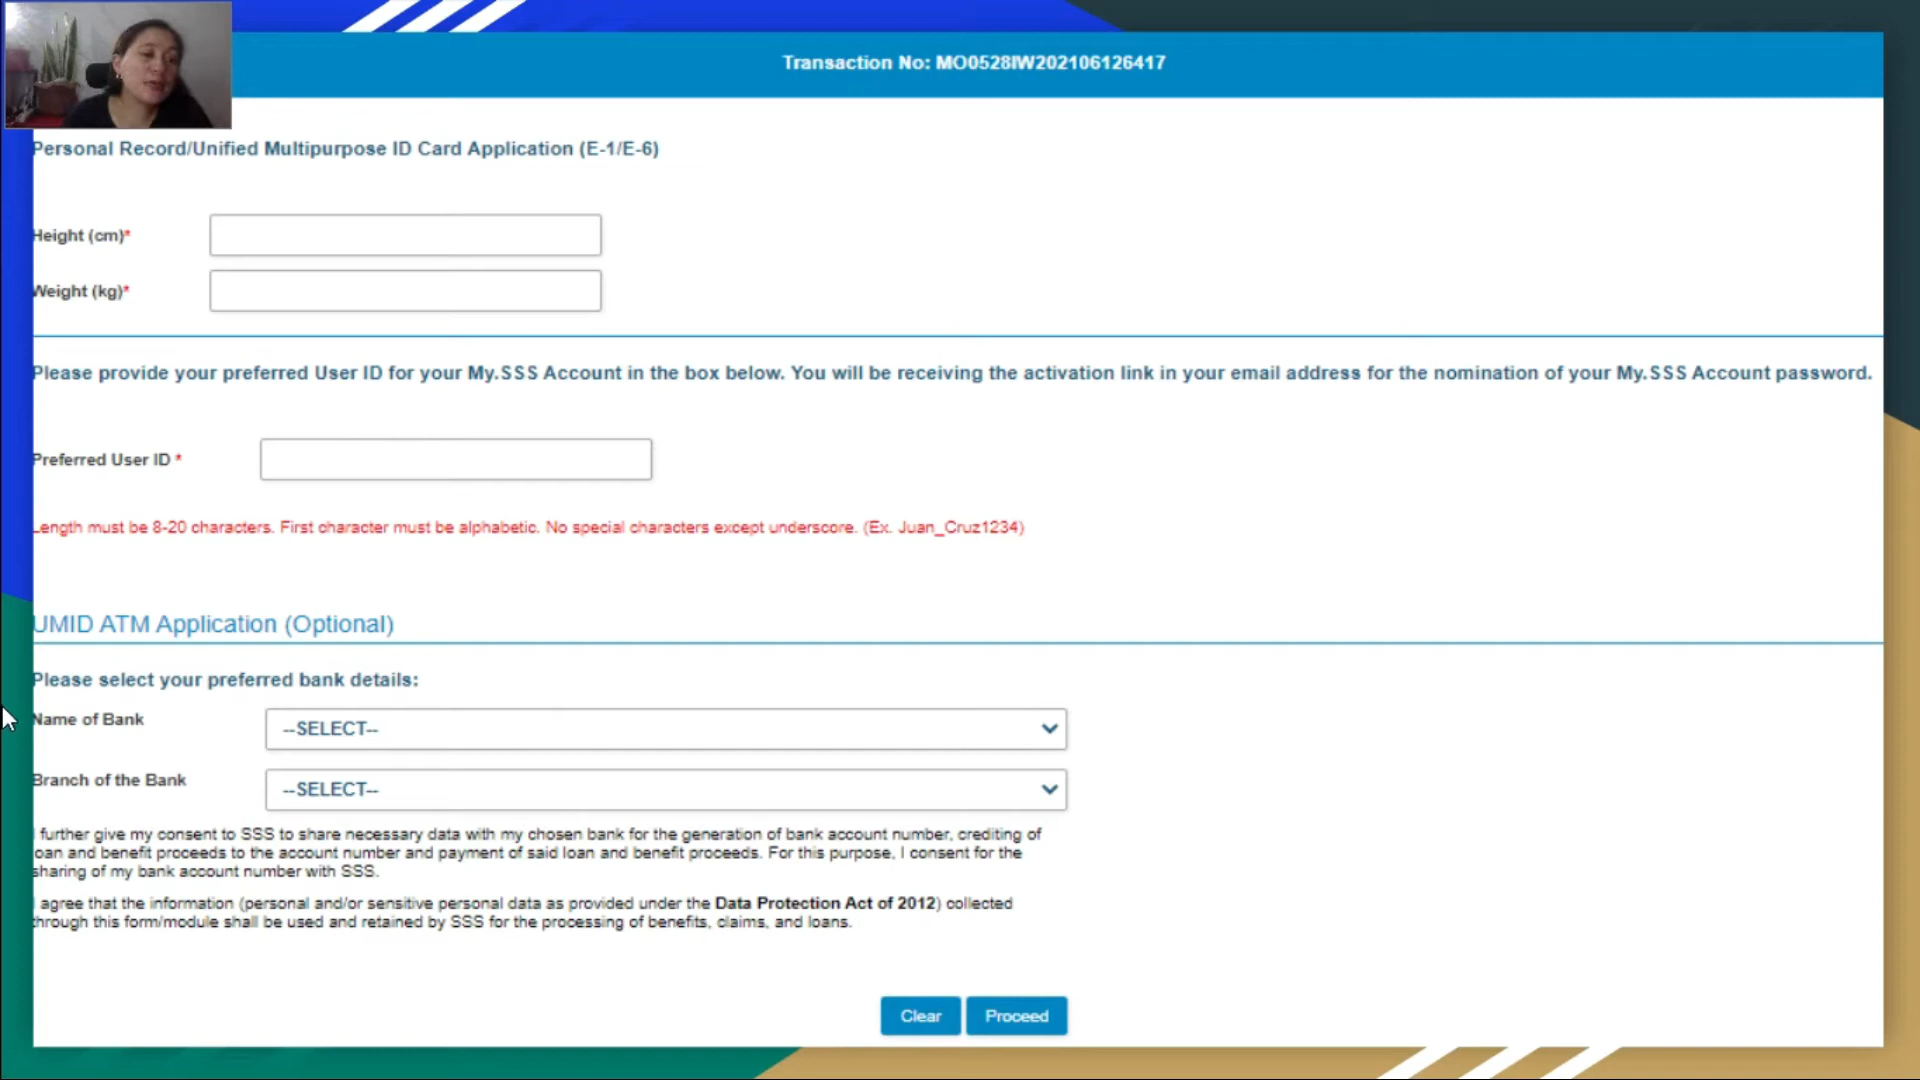 Transaction No: MO0528IW202106126417
Personal Record/Unified Multipurpose ID Card Application (E-1/E-6)
Height (cm)*
Weight (kg)*
Please provide your preferred User ID for your My.SSS Account in the box below. You will be receiving the activation link in your email address for the nomination of your My.SSS Account password.
Preferred User ID *
Length must be 8-20 characters. First character must be alphabetic. No special characters except underscore. (Ex. Juan_Cruz1234)
UMID ATM Application (Optional)
Please select your preferred bank details:
Name of Bank
--SELECT--
Branch of the Bank
--SELECT--
I further give my consent to SSS to share necessary data with my chosen bank for the generation of bank account number, crediting of
loan and benefit proceeds to the account number and payment of said loan and benefit proceeds. For this purpose, I consent for the
sharing of my bank account number with SSS.
I agree that the information (personal and/or sensitive personal data as provided under the Data Protection Act of 2012) collected
through this form/module shall be used and retained by SSS for the processing of benefits, claims, and loans.
Clear
Proceed